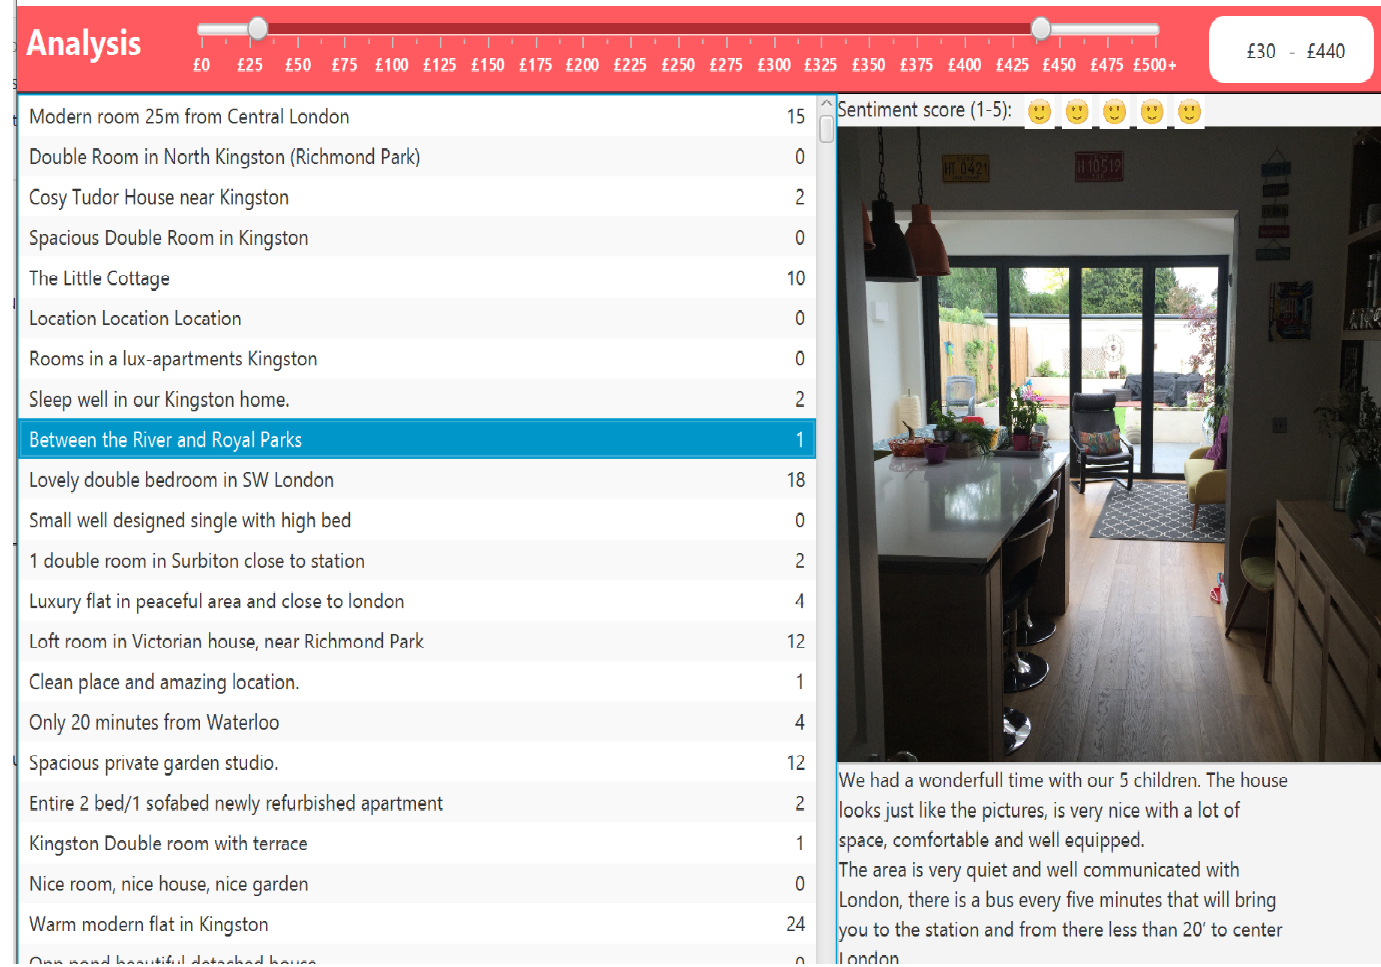 Analysis
£0 £25 £50 £75 £100 £125 £150 £175 £200 £225 £250 £275 £300 £325 £350 £375 £400 £425 £450 £475 £500+
£30 - £440
Modern room 25m from Central London 15
Double Room in North Kingston (Richmond Park) 0
Cosy Tudor House near Kingston 2
Spacious Double Room in Kingston 0
The Little Cottage 10
Location Location Location 0
Rooms in a lux-apartments Kingston 0
Sleep well in our Kingston home. 2
Between the River and Royal Parks 1
Lovely double bedroom in SW London 18
Small well designed single with high bed 0
1 double room in Surbiton close to station 2
Luxury flat in peaceful area and close to london 4
Loft room in Victorian house, near Richmond Park 12
Clean place and amazing location. 1
Only 20 minutes from Waterloo 4
Spacious private garden studio. 12
Entire 2 bed/1 sofabed newly refurbished apartment 2
Kingston Double room with terrace 1
Nice room, nice house, nice garden 0
Warm modern flat in Kingston 24
Opp pond beautiful detached house 0
Sentiment score (1-5):
HT 0421
H10519
We had a wonderfull time with our 5 children. The house
looks just like the pictures, is very nice with a lot of
space, comfortable and well equipped.
The area is very quiet and well communicated with
London, there is a bus every five minutes that will bring
you to the station and from there less than 20' to center
London